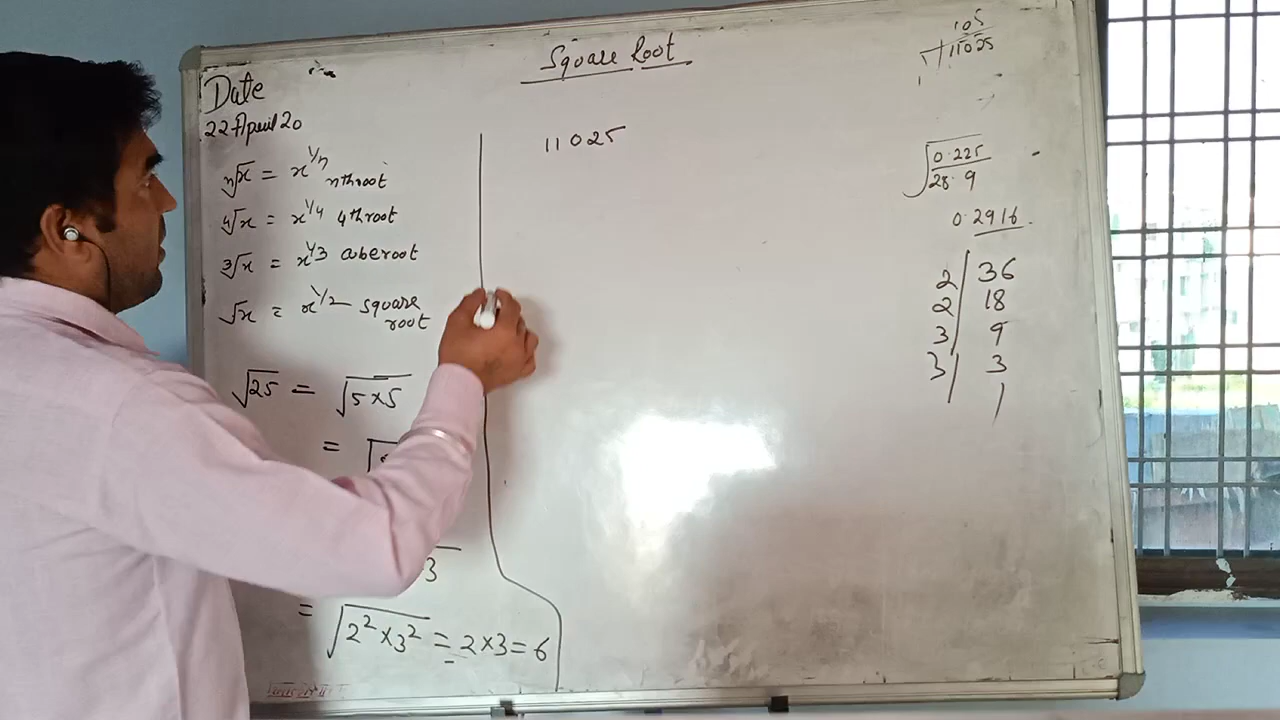 Square Root
Date
22 April 20
ⁿ√x = x^1/n nth root
⁴√x = x^1/4 4th root
³√x = x^1/3 cube root
√x = x^1/2 square root
√25 = √5×5
= √
3
= √2²×3² = 2×3=6
11025
105
√11025
√0.225/28.9
0.2916
2 | 36
2 | 18
3 | 9
3 | 3
1